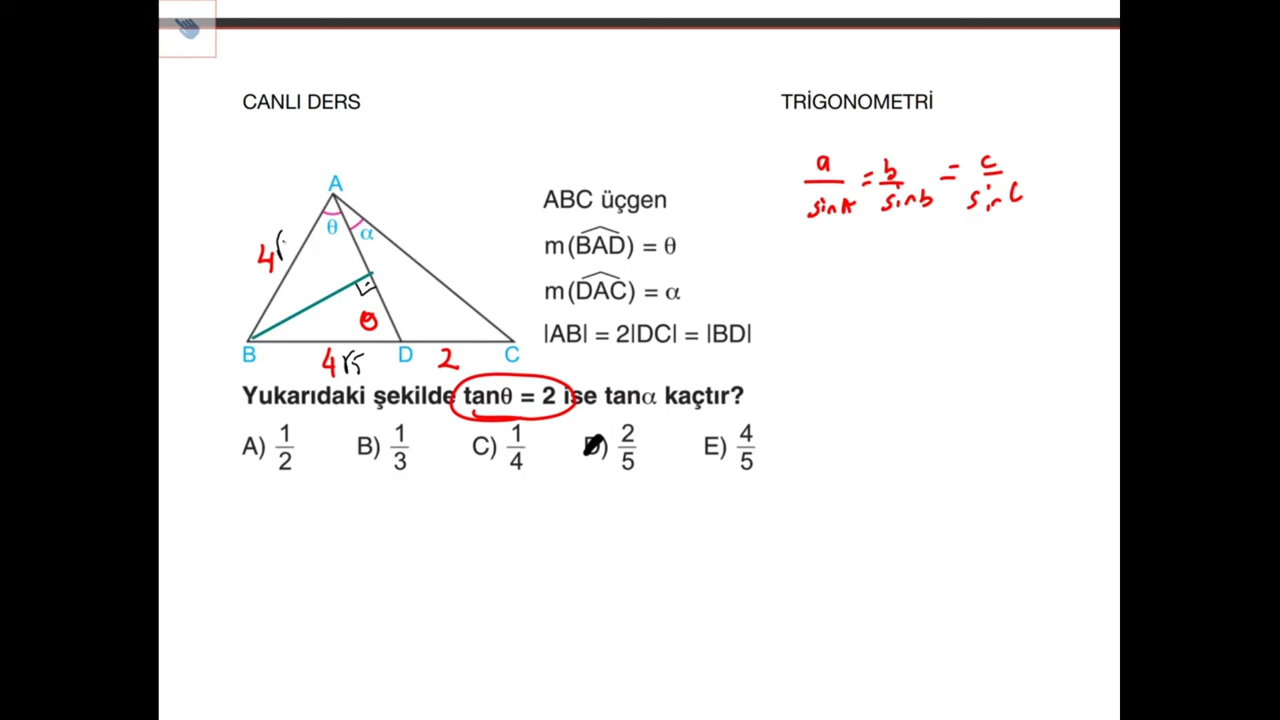 CANLI DERS
TRİGONOMETRİ
a/sinA = b/sinb = c/sinC
A
θ
α
4√
θ
B
4√5
D
2
C
ABC üçgen
m(BAD) = θ
m(DAC) = α
|AB| = 2|DC| = |BD|
Yukarıdaki şekilde tanθ = 2 ise tanα kaçtır?
A) 1/2 B) 1/3 C) 1/4 D) 2/5 E) 4/5